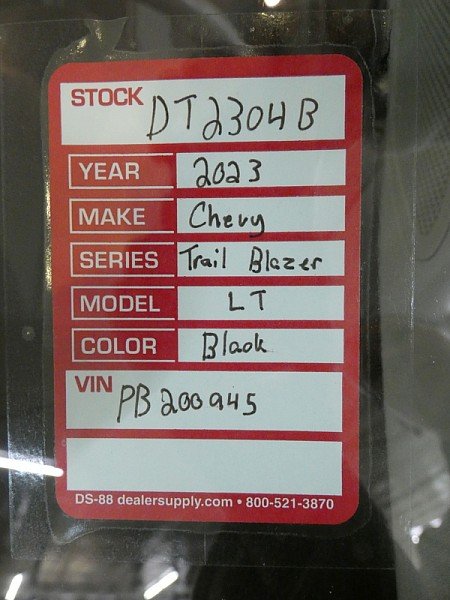 STOCK DT2304B
YEAR 2023
MAKE Chevy
SERIES Trail Blazer
MODEL LT
COLOR Black
VIN PB200945
DS-88 dealersupply.com • 800-521-3870